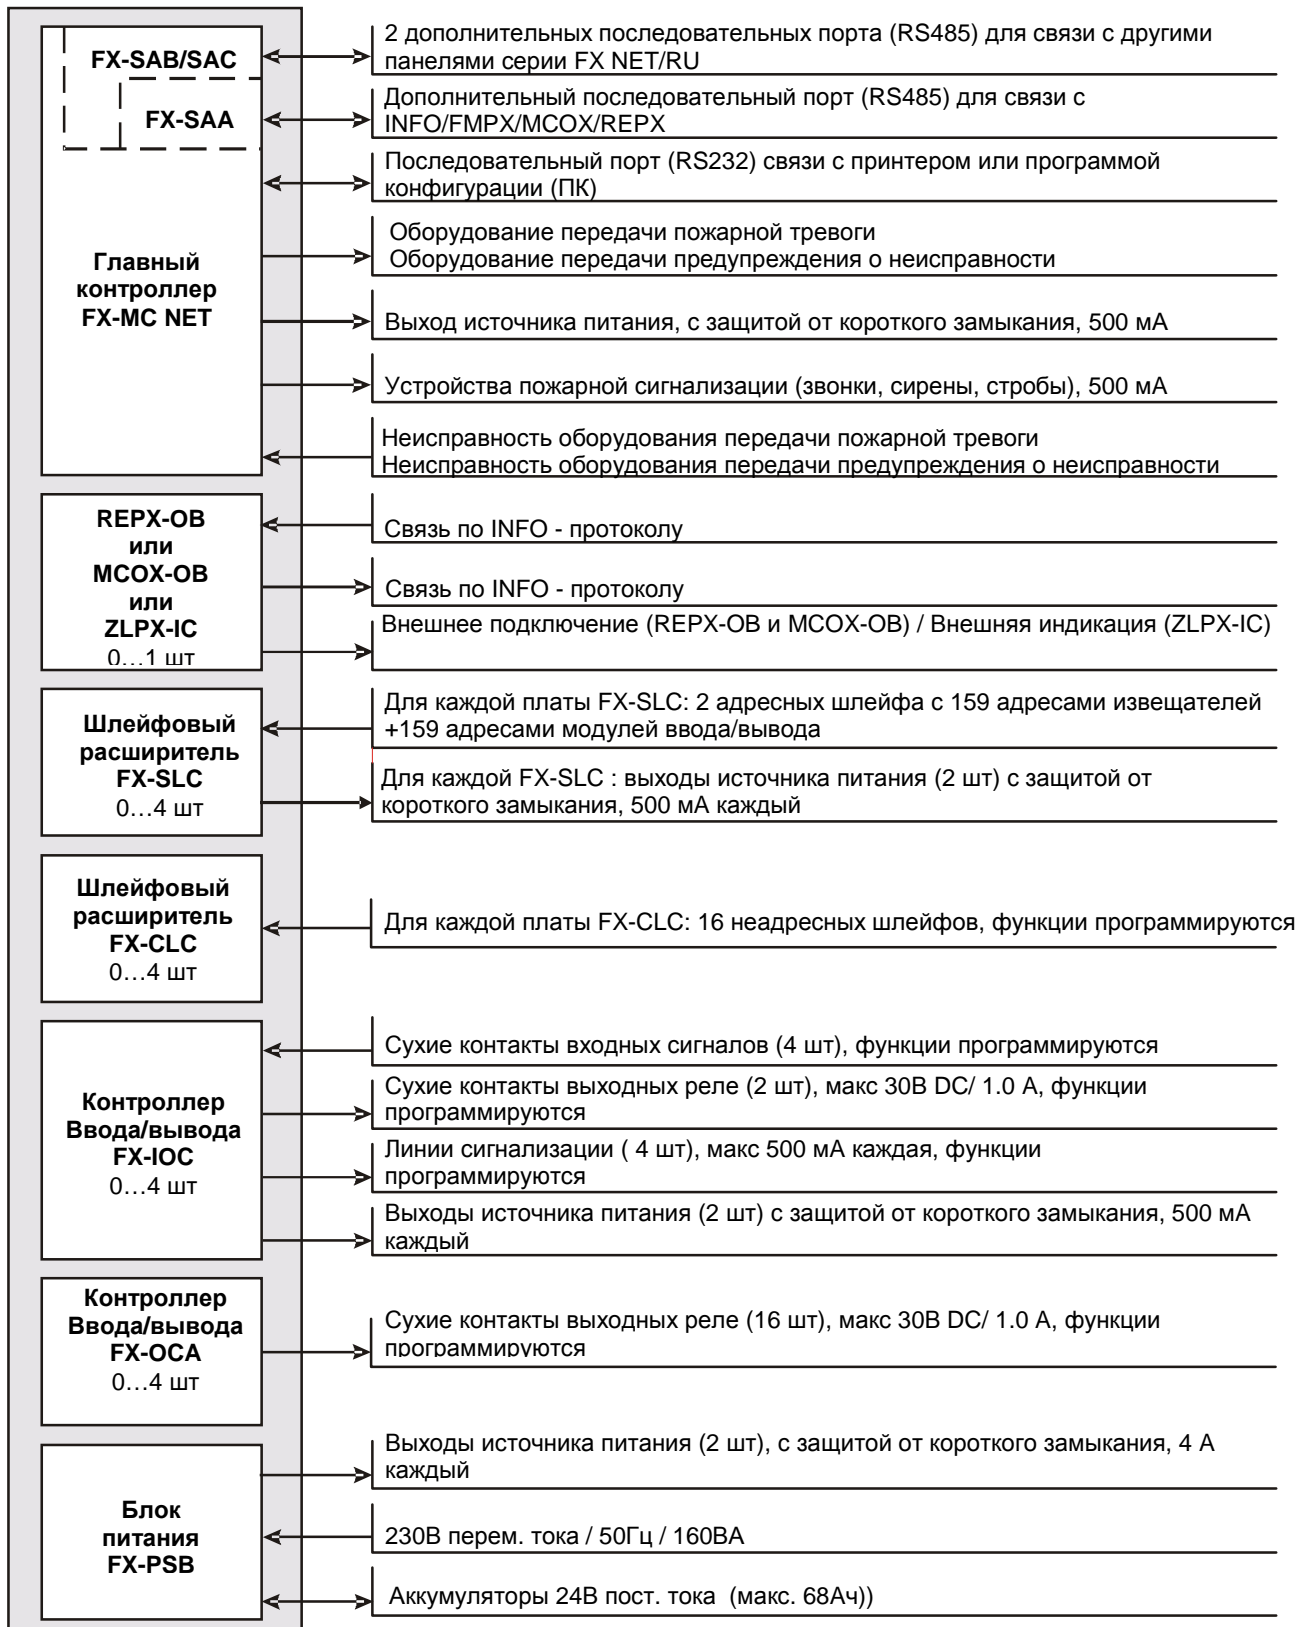 FX-SAB/SAC
2 дополнительных последовательных порта (RS485) для связи с другими
панелями серии FX NET/RU
FX-SAA
Дополнительный последовательный порт (RS485) для связи с
INFO/FMPX/MCOX/REPX
Последовательный порт (RS232) связи с принтером или программой
конфигурации (ПК)
Главный
контроллер
FX-MC NET
Оборудование передачи пожарной тревоги
Оборудование передачи предупреждения о неисправности
Выход источника питания, с защитой от короткого замыкания, 500 мА
Устройства пожарной сигнализации (звонки, сирены, стробы), 500 мА
Неисправность оборудования передачи пожарной тревоги
Неисправность оборудования передачи предупреждения о неисправности
REPX-OB
или
MCOX-OB
или
ZLPX-IC
0…1 шт
Связь по INFO - протоколу
Связь по INFO - протоколу
Внешнее подключение (REPX-OB и MCOX-OB) / Внешняя индикация (ZLPX-IC)
Шлейфовый
расширитель
FX-SLC
0…4 шт
Для каждой платы FX-SLC: 2 адресных шлейфа с 159 адресами извещателей
+159 адресами модулей ввода/вывода
Для каждой FX-SLC : выходы источника питания (2 шт) с защитой от
короткого замыкания, 500 мА каждый
Шлейфовый
расширитель
FX-CLC
0…4 шт
Для каждой платы FX-CLC: 16 неадресных шлейфов, функции программируются
Контроллер
Ввода/вывода
FX-IOC
0…4 шт
Сухие контакты входных сигналов (4 шт), функции программируются
Сухие контакты выходных реле (2 шт), макс 30В DC/ 1.0 A, функции
программируются
Линии сигнализации ( 4 шт), макс 500 мА каждая, функции
программируются
Выходы источника питания (2 шт) с защитой от короткого замыкания, 500 мА
каждый
Контроллер
Ввода/вывода
FX-OCA
0…4 шт
Сухие контакты выходных реле (16 шт), макс 30В DC/ 1.0 A, функции
программируются
Блок
питания
FX-PSB
Выходы источника питания (2 шт), с защитой от короткого замыкания, 4 А
каждый
230В перем. тока / 50Гц / 160ВА
Аккумуляторы 24В пост. тока (макс. 68Ач))